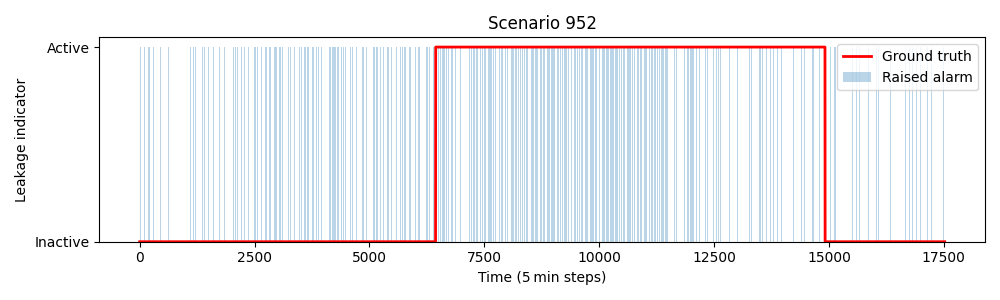 Scenario 952
Active
Inactive
Leakage indicator
Ground truth
Raised alarm
0 2500 5000 7500 10000 12500 15000 17500
Time (5 min steps)